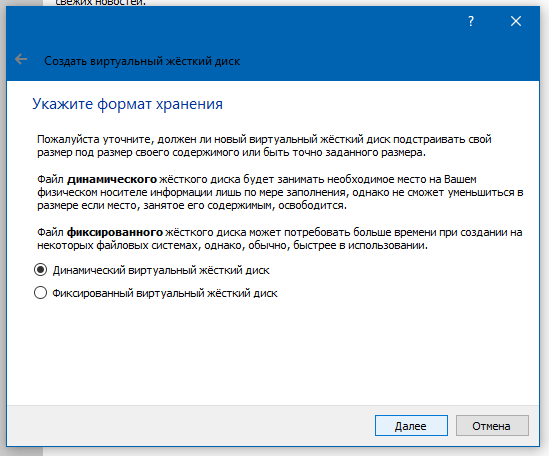 свежих новостей.
?
Создать виртуальный жёсткий диск
Укажите формат хранения
Пожалуйста уточните, должен ли новый виртуальный жёсткий диск подстраивать свой
размер под размер своего содержимого или быть точно заданного размера.
Файл динамического жёсткого диска будет занимать необходимое место на Вашем
физическом носителе информации лишь по мере заполнения, однако не сможет уменьшиться в
размере если место, занятое его содержимым, освободится.
Файл фиксированного жёсткого диска может потребовать больше времени при создании на
некоторых файловых системах, однако, обычно, быстрее в использовании.
Динамический виртуальный жёсткий диск
Фиксированный виртуальный жёсткий диск
Далее
Отмена